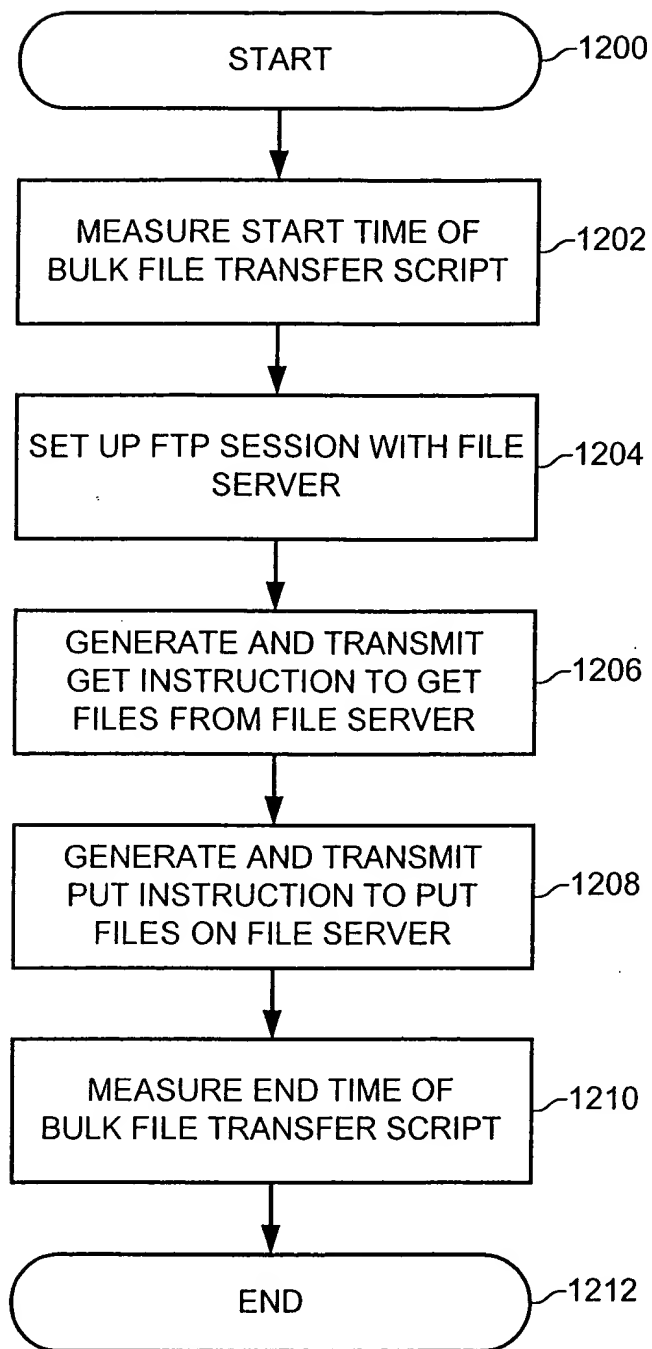 START
1200
MEASURE START TIME OF
BULK FILE TRANSFER SCRIPT
1202
SET UP FTP SESSION WITH FILE
SERVER
1204
GENERATE AND TRANSMIT
GET INSTRUCTION TO GET
FILES FROM FILE SERVER
1206
GENERATE AND TRANSMIT
PUT INSTRUCTION TO PUT
FILES ON FILE SERVER
1208
MEASURE END TIME OF
BULK FILE TRANSFER SCRIPT
1210
END
1212